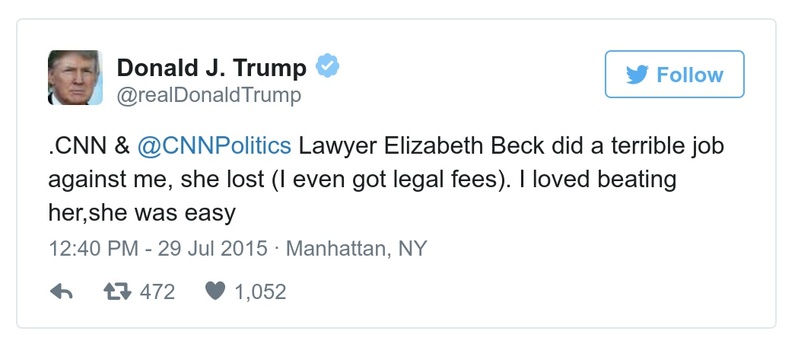 Donald J. Trump
@realDonaldTrump
Follow
.CNN & @CNNPolitics Lawyer Elizabeth Beck did a terrible job
against me, she lost (I even got legal fees). I loved beating
her,she was easy
12:40 PM - 29 Jul 2015 · Manhattan, NY
472 1,052